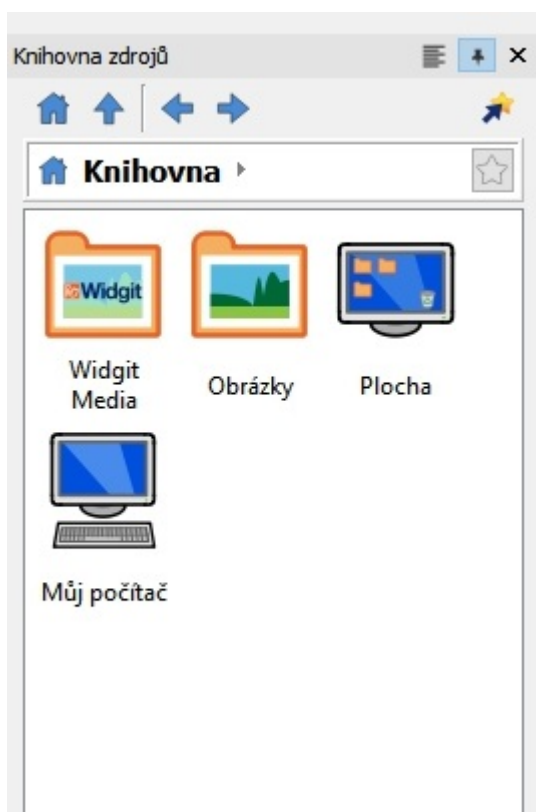 Knihovna zdrojů
Knihovna
Widgit
Widgit
Media
Obrázky
Plocha
Můj počítač